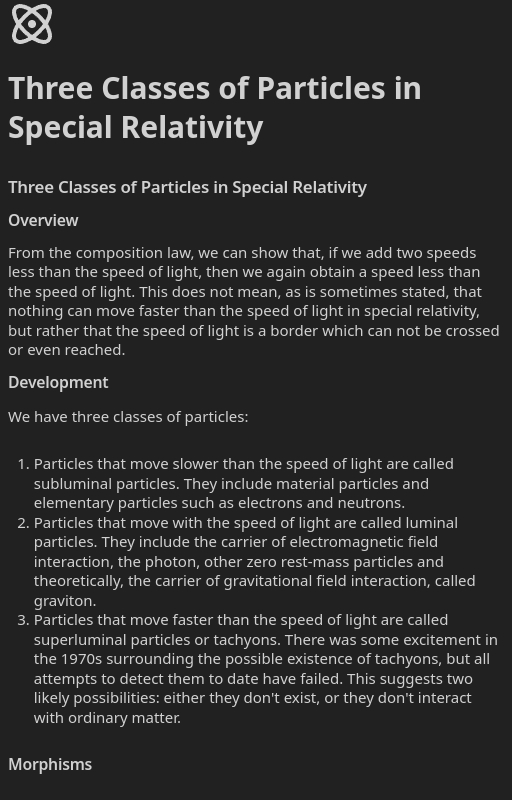 Three Classes of Particles in
Special Relativity
Three Classes of Particles in Special Relativity
Overview
From the composition law, we can show that, if we add two speeds
less than the speed of light, then we again obtain a speed less than
the speed of light. This does not mean, as is sometimes stated, that
nothing can move faster than the speed of light in special relativity,
but rather that the speed of light is a border which can not be crossed
or even reached.
Development
We have three classes of particles:
1. Particles that move slower than the speed of light are called
subluminal particles. They include material particles and
elementary particles such as electrons and neutrons.
2. Particles that move with the speed of light are called luminal
particles. They include the carrier of electromagnetic field
interaction, the photon, other zero rest-mass particles and
theoretically, the carrier of gravitational field interaction, called
graviton.
3. Particles that move faster than the speed of light are called
superluminal particles or tachyons. There was some excitement in
the 1970s surrounding the possible existence of tachyons, but all
attempts to detect them to date have failed. This suggests two
likely possibilities: either they don't exist, or they don't interact
with ordinary matter.
Morphisms